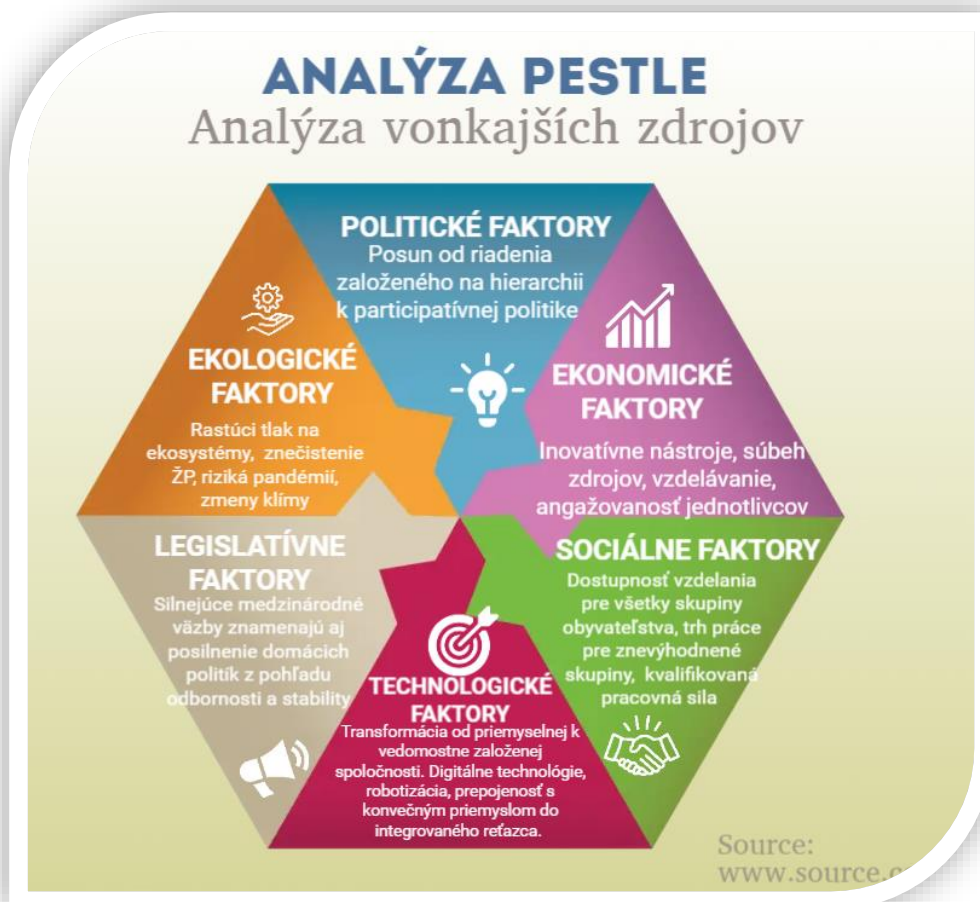 ANALÝZA PESTLE
Analýza vonkajších zdrojov
POLITICKÉ FAKTORY
Posun od riadenia
založeného na hierarchii
k participatívnej politike
EKONOMICKÉ
FAKTORY
Inovatívne nástroje, súbeh
zdrojov, vzdelávanie,
angažovanosť jednotlivcov
SOCIÁLNE FAKTORY
Dostupnosť vzdelania
pre všetky skupiny
obyvateľstva, trh práce
pre znevýhodnené
skupiny, kvalifikovaná
pracovná sila
TECHNOLOGICKÉ
FAKTORY
Transformácia od priemyselnej k
vedomostne založenej
spoločnosti. Digitálne technológie,
robotizácia, prepojenosť s
konvečným priemyslom do
integrovaného reťazca.
LEGISLATÍVNE
FAKTORY
Silnejúce medzinárodné
väzby znamenajú aj
posilnenie domácich
politík z pohľadu
odbornosti a stability
EKOLOGICKÉ
FAKTORY
Rastúci tlak na
ekosystémy, znečistenie
ŽP, riziká pandémií,
zmeny klímy
Source:
www.source.c